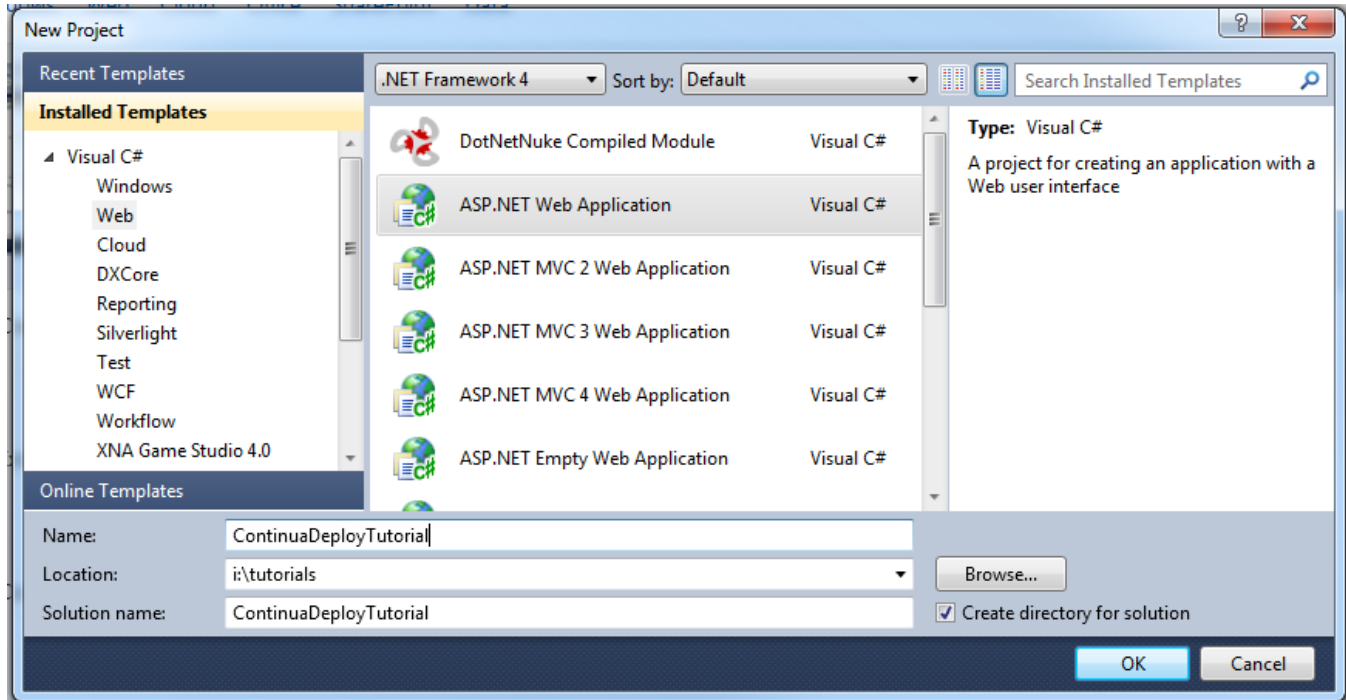 New Project
Recent Templates
.NET Framework 4
Sort by: Default
Search Installed Templates
Installed Templates
Visual C#
Windows
Web
Cloud
DXCore
Reporting
Silverlight
Test
WCF
Workflow
XNA Game Studio 4.0
Online Templates
DotNetNuke Compiled Module Visual C#
ASP.NET Web Application Visual C#
ASP.NET MVC 2 Web Application Visual C#
ASP.NET MVC 3 Web Application Visual C#
ASP.NET MVC 4 Web Application Visual C#
ASP.NET Empty Web Application Visual C#
Type: Visual C#
A project for creating an application with a
Web user interface
Name: ContinuaDeployTutorial
Location: i:\tutorials
Browse...
Solution name: ContinuaDeployTutorial
Create directory for solution
OK
Cancel